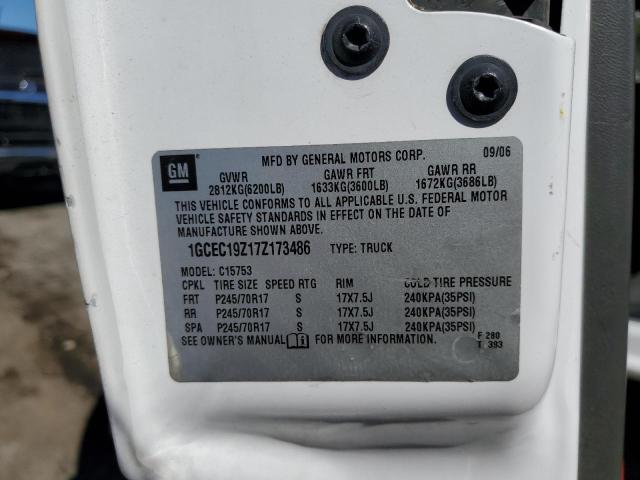 MFD BY GENERAL MOTORS CORP. 09/06
GM
GVWR GAWR FRT GAWR RR
2812KG(6200LB) 1633KG(3600LB) 1672KG(3686LB)
THIS VEHICLE CONFORMS TO ALL APPLICABLE U.S. FEDERAL MOTOR
VEHICLE SAFETY STANDARDS IN EFFECT ON THE DATE OF
MANUFACTURE SHOWN ABOVE.
1GCEC19Z17Z173486 TYPE: TRUCK
MODEL: C15753
CPKL TIRE SIZE SPEED RTG RIM COLD TIRE PRESSURE
FRT P245/70R17 S 17X7.5J 240KPA(35PSI)
RR P245/70R17 S 17X7.5J 240KPA(35PSI)
SPA P245/70R17 S 17X7.5J 240KPA(35PSI)
SEE OWNER'S MANUAL FOR MORE INFORMATION.
F 280
T 393